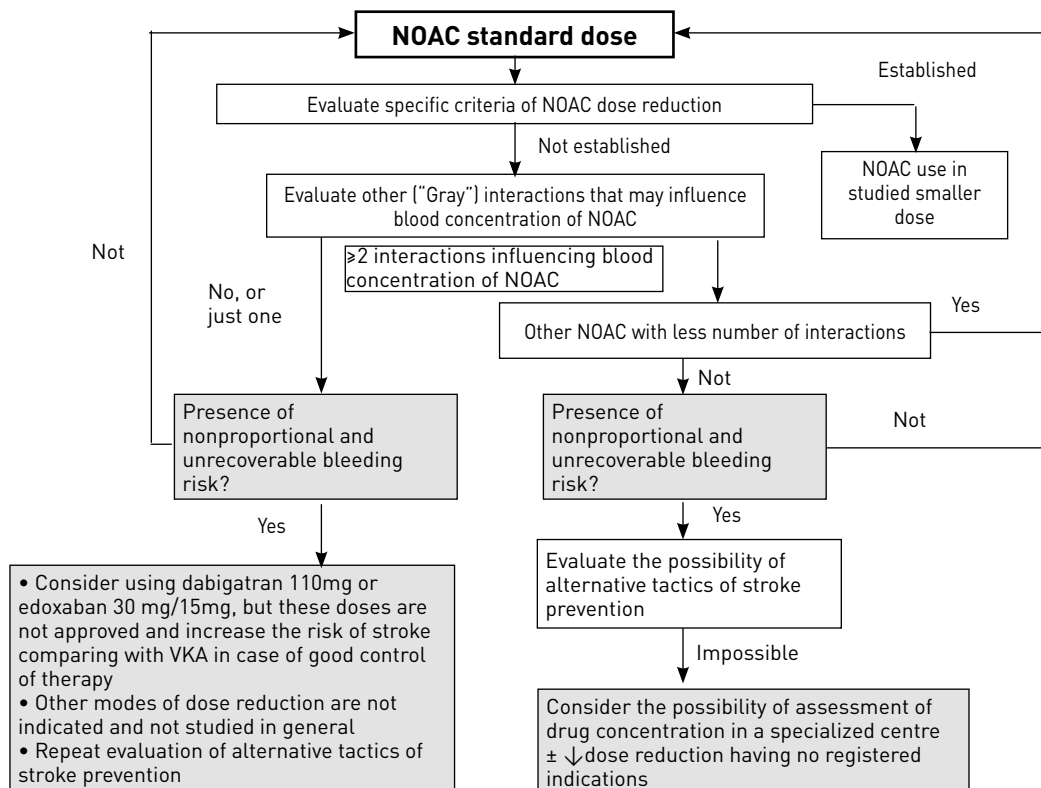 NOAC standard dose
Established
Evaluate specific criteria of NOAC dose reduction
Not established
NOAC use in
studied smaller
dose
Evaluate other (“Gray”) interactions that may influence
blood concentration of NOAC
Not
⩾2 interactions influencing blood
concentration of NOAC
No, or
just one
Yes
Other NOAC with less number of interactions
Not
Presence of
nonproportional and
unrecoverable bleeding
risk?
Presence of
nonproportional and
unrecoverable bleeding
risk?
Not
Yes
Yes
Evaluate the possibility of
alternative tactics of stroke
prevention
• Consider using dabigatran 110mg or
edoxaban 30 mg/15mg, but these doses are
not approved and increase the risk of stroke
comparing with VKA in case of good control
of therapy
• Other modes of dose reduction are not
indicated and not studied in general
• Repeat evaluation of alternative tactics of
stroke prevention
Impossible
Consider the possibility of assessment of
drug concentration in a specialized centre
± ↓dose reduction having no registered
indications